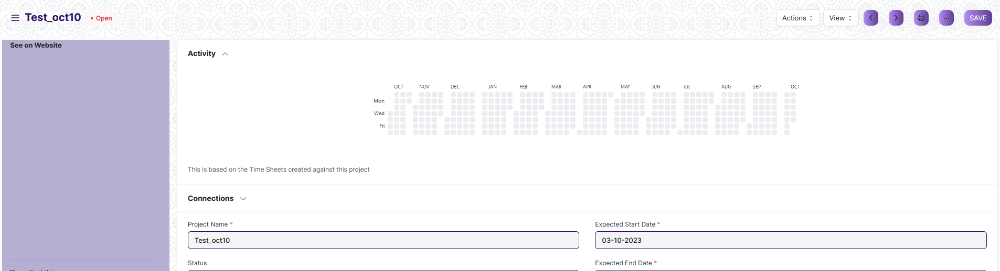 Test_oct10 • Open Actions View ... SAVE
See on Website
Activity
OCT NOV DEC JAN FEB MAR APR MAY JUN JUL AUG SEP OCT
Mon
Wed
Fri
This is based on the Time Sheets created against this project
Connections
Project Name * Expected Start Date *
Test_oct10 03-10-2023
Status Expected End Date *